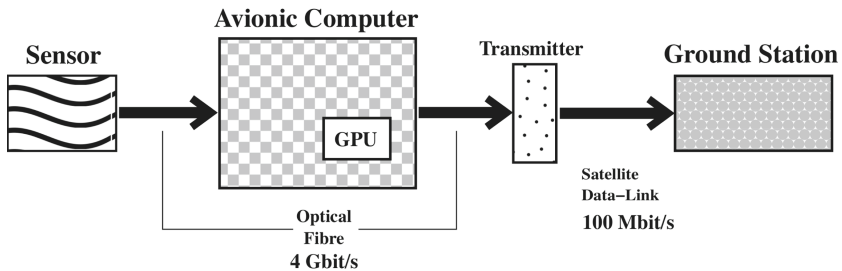 Avionic Computer
Sensor
Transmitter
Ground Station
GPU
Satellite
Data−Link
100 Mbit/s
Optical
Fibre
4 Gbit/s